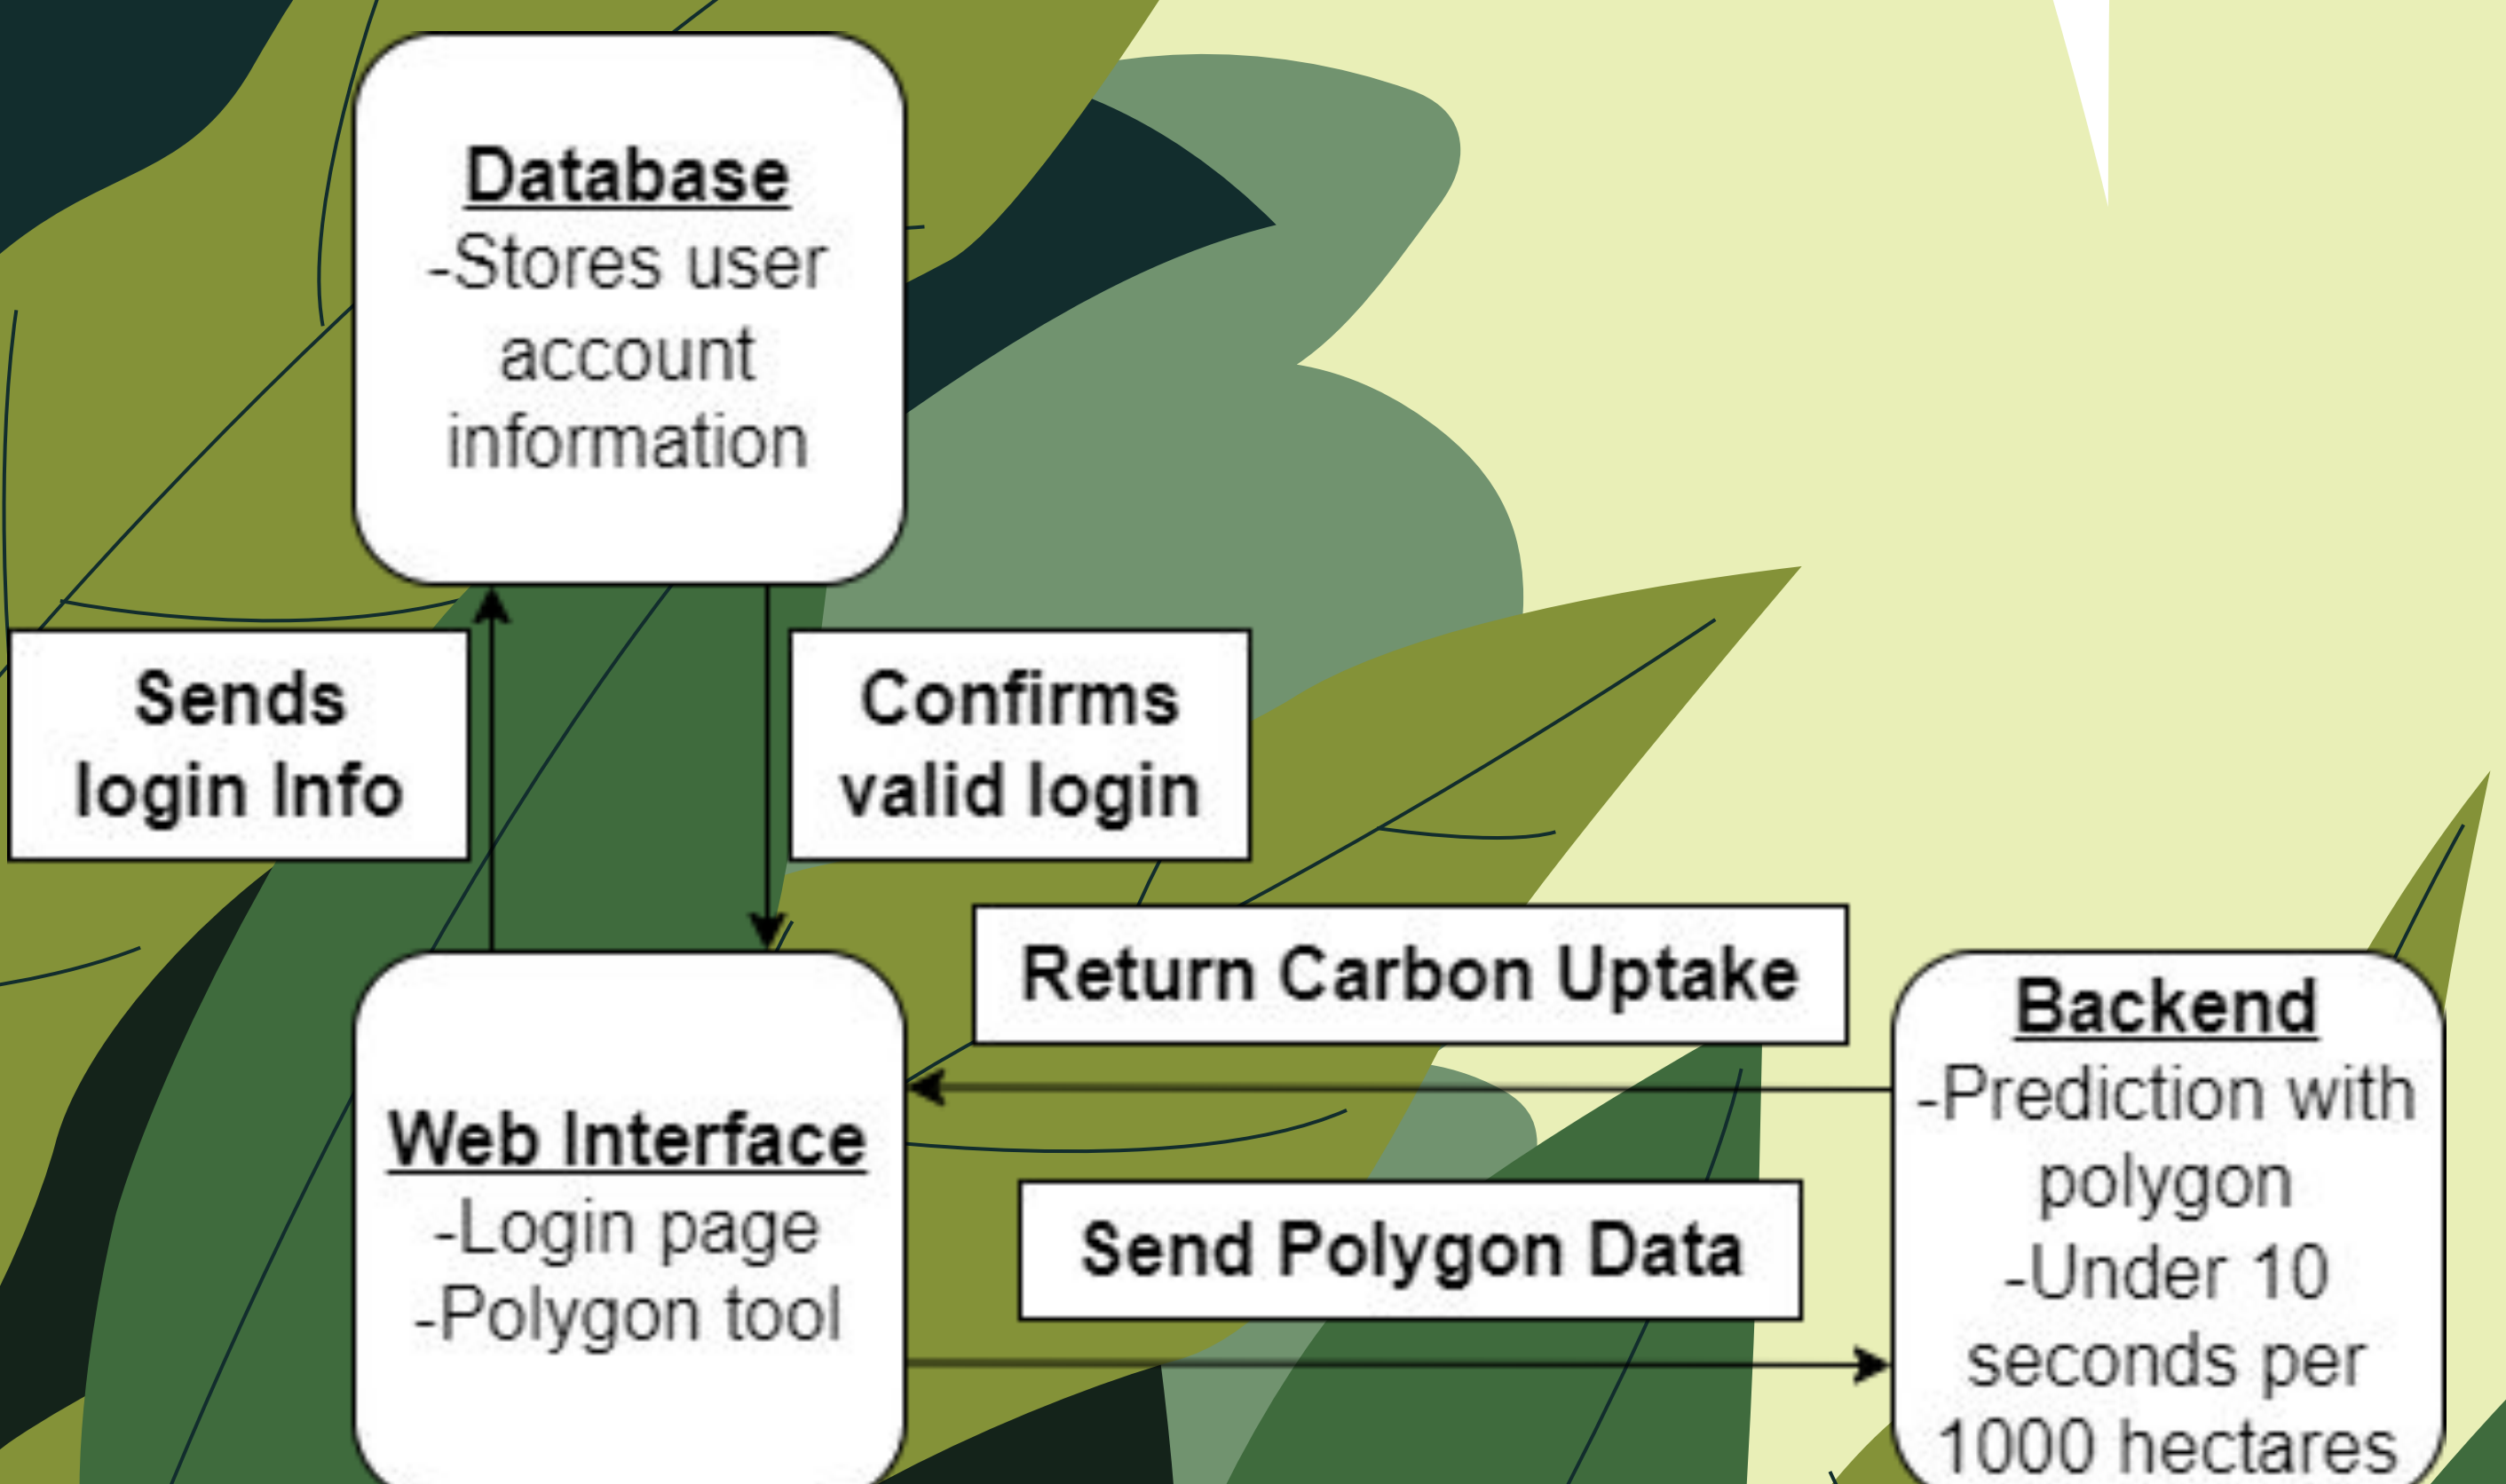 Database
-Stores user
account
information
Sends
login Info
Confirms
valid login
Return Carbon Uptake
Web Interface
-Login page
-Polygon tool
Send Polygon Data
Backend
-Prediction with
polygon
-Under 10
seconds per
1000 hectares